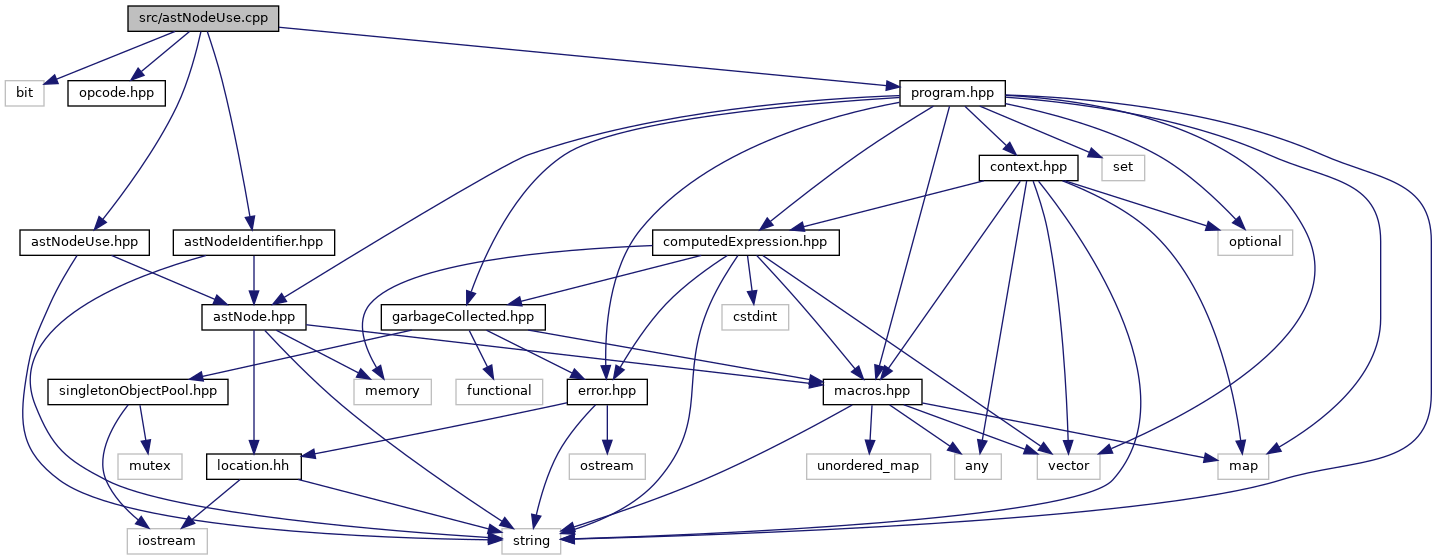 src/astNodeUse.cpp
bit
opcode.hpp
program.hpp
context.hpp
set
astNodeUse.hpp
astNodeIdentifier.hpp
computedExpression.hpp
optional
astNode.hpp
garbageCollected.hpp
cstdint
singletonObjectPool.hpp
memory
functional
error.hpp
macros.hpp
mutex
location.hh
ostream
unordered_map
any
vector
map
iostream
string